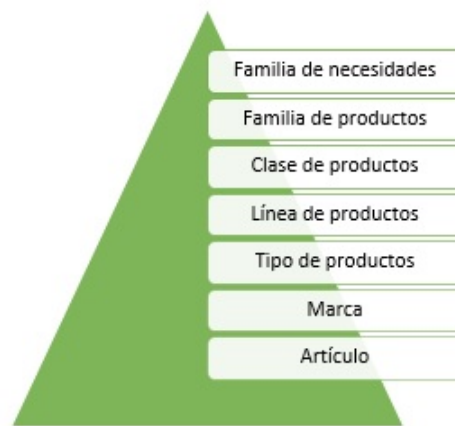 Familia de necesidades
Familia de productos
Clase de productos
Línea de productos
Tipo de productos
Marca
Artículo